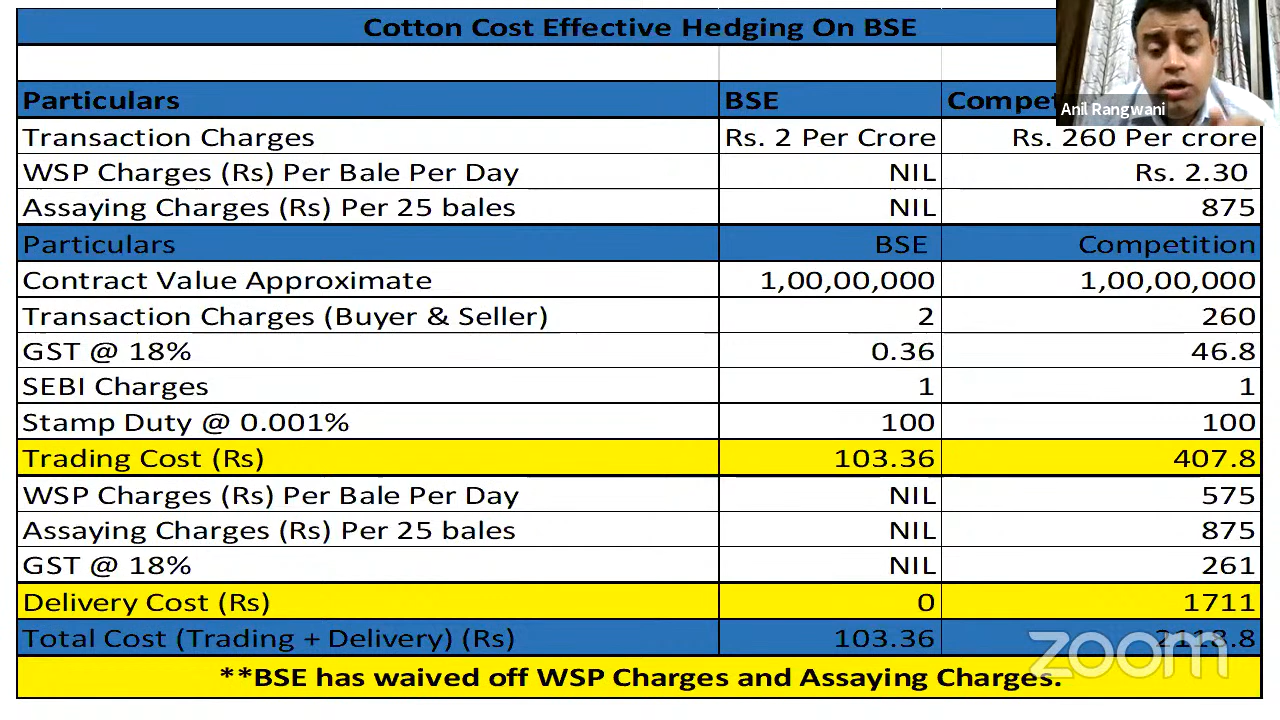 Cotton Cost Effective Hedging On BSE
Anil Rangwani
Particulars BSE
Transaction Charges Rs. 2 Per Crore Rs. 260 Per crore
WSP Charges (Rs) Per Bale Per Day NIL Rs. 2.30
Assaying Charges (Rs) Per 25 bales NIL 875
Particulars BSE Competition
Contract Value Approximate 1,00,00,000 1,00,00,000
Transaction Charges (Buyer & Seller) 2 260
GST @ 18% 0.36 46.8
SEBI Charges 1 1
Stamp Duty @ 0.001% 100 100
Trading Cost (Rs) 103.36 407.8
WSP Charges (Rs) Per Bale Per Day NIL 575
Assaying Charges (Rs) Per 25 bales NIL 875
GST @ 18% NIL 261
Delivery Cost (Rs) 0 1711
Total Cost (Trading + Delivery) (Rs) 103.36 2118.8
zoom
**BSE has waived off WSP Charges and Assaying Charges.